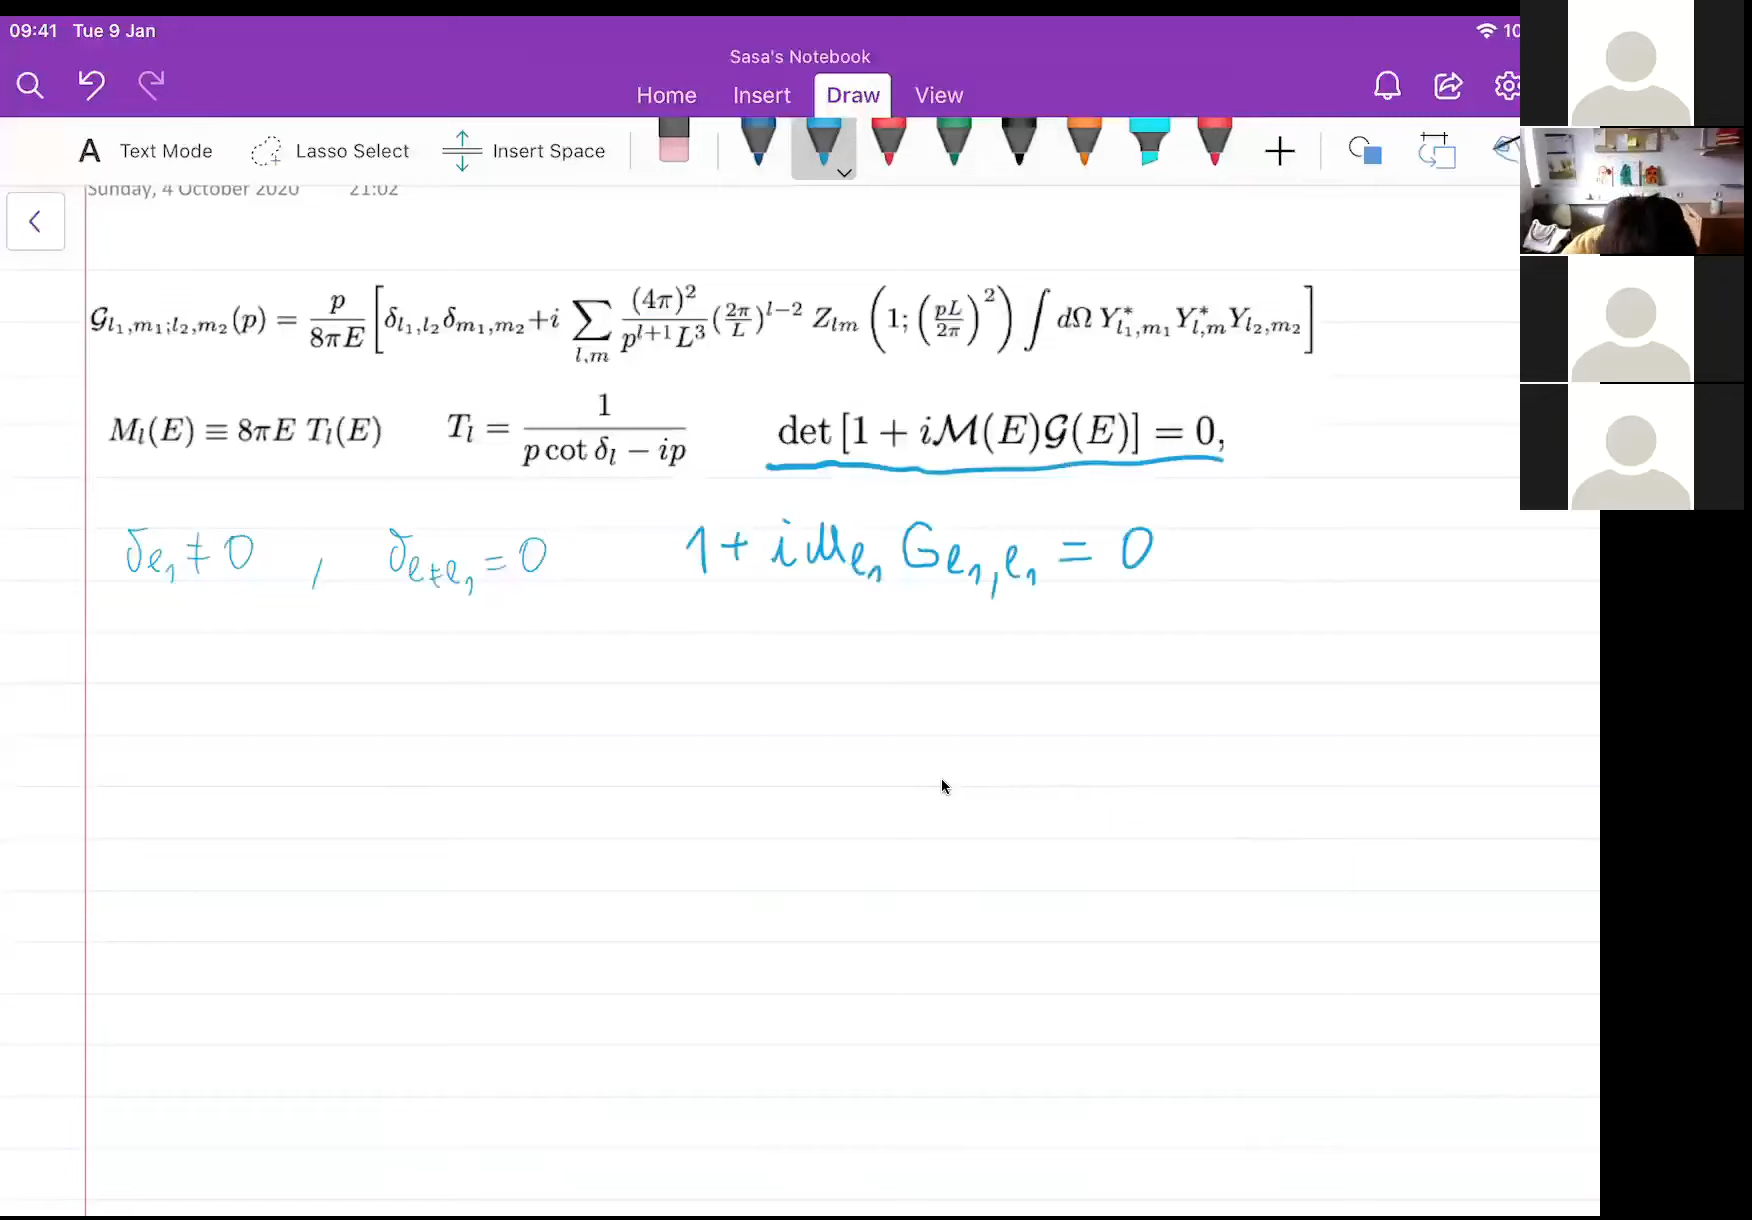 09:41 Tue 9 Jan
10
Sasa's Notebook
Home Insert Draw View
A Text Mode Lasso Select Insert Space
Sunday, 4 October 2020 21:02
𝒢_{l₁,m₁;l₂,m₂}(p) = p/(8πE) [δ_{l₁,l₂}δ_{m₁,m₂}+i ∑_{l,m} (4π)²/(p^{l+1}L³) (2π/L)^{l−2} Z_{lm} (1; (pL/2π)²) ∫ dΩ Y*_{l₁,m₁}Y*_{l,m}Y_{l₂,m₂}]
M_l(E) ≡ 8πE T_l(E) T_l = 1/(p cot δ_l − ip) det [1 + iℳ(E)𝒢(E)] = 0,
δ_{ℓ₁} ≠ 0 , δ_{ℓ≠ℓ₁} = 0 1 + i ℳ_{ℓ₁} G_{ℓ₁,ℓ₁} = 0